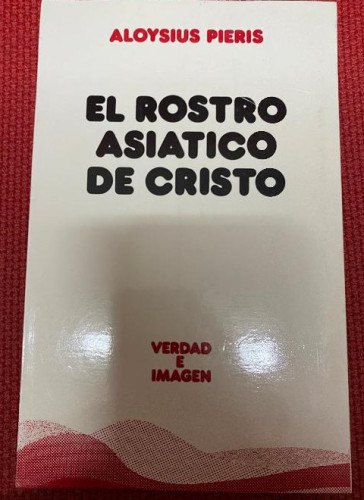 ALOYSIUS PIERIS
EL ROSTRO
ASIATICO
DE CRISTO
VERDAD
E
IMAGEN